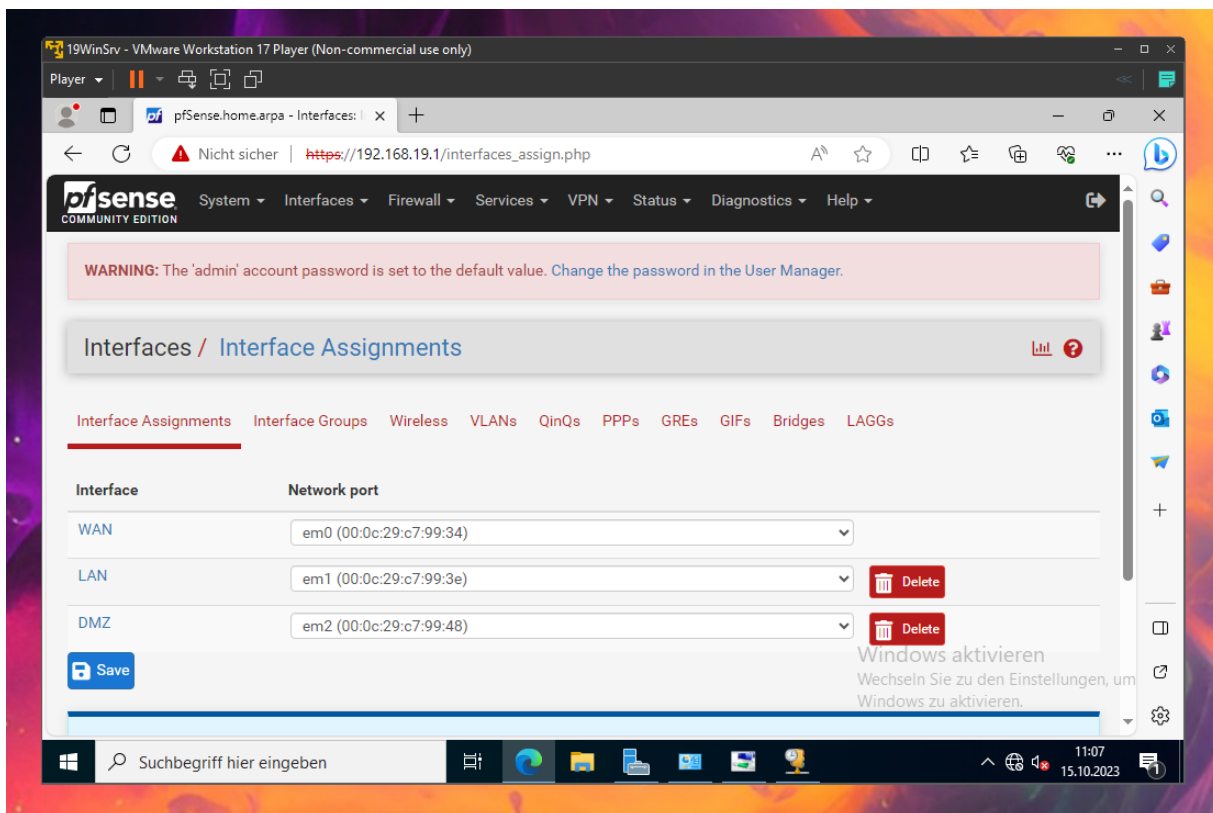 19WinSrv - VMware Workstation 17 Player (Non-commercial use only)
Player
pfSense.home.arpa - Interfaces: I
Nicht sicher | https://192.168.19.1/interfaces_assign.php
pfsense System Interfaces Firewall Services VPN Status Diagnostics Help
COMMUNITY EDITION
WARNING: The 'admin' account password is set to the default value. Change the password in the User Manager.
Interfaces / Interface Assignments
Interface Assignments Interface Groups Wireless VLANs QinQs PPPs GREs GIFs Bridges LAGGs
Interface Network port
WAN em0 (00:0c:29:c7:99:34)
LAN em1 (00:0c:29:c7:99:3e) Delete
DMZ em2 (00:0c:29:c7:99:48) Delete
Save
Windows aktivieren
Wechseln Sie zu den Einstellungen, um
Windows zu aktivieren.
Suchbegriff hier eingeben
11:07
15.10.2023
1